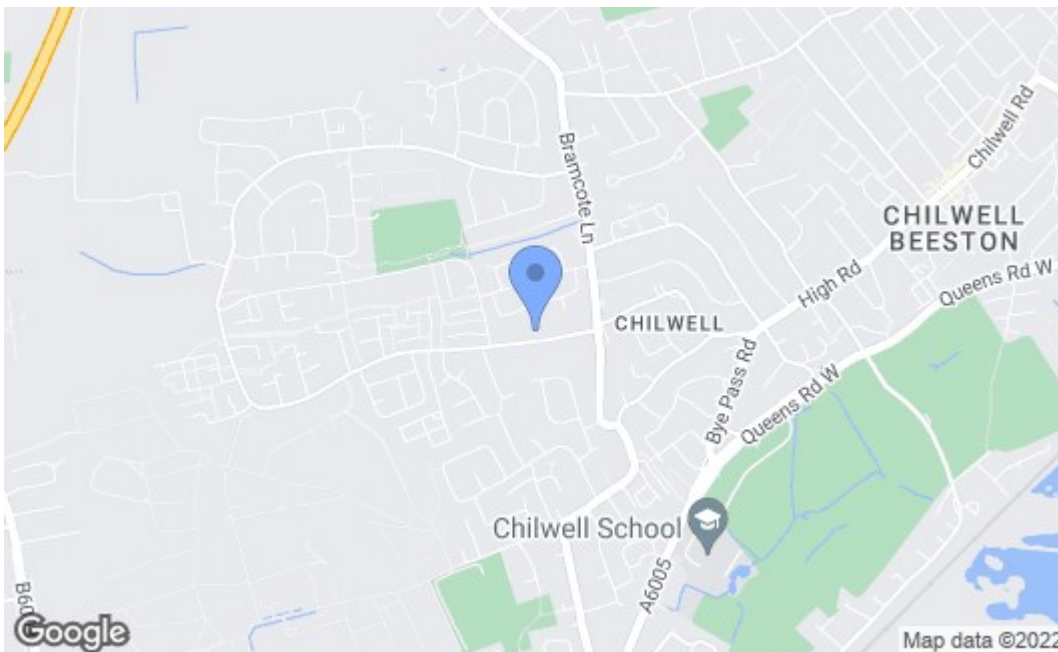 Bramcote Ln
Chilwell Rd
CHILWELL
BEESTON
High Rd
Queens Rd W
CHILWELL
Bye Pass Rd
Queens Rd W
Chilwell School
A6005
B60
Google
Map data ©2022